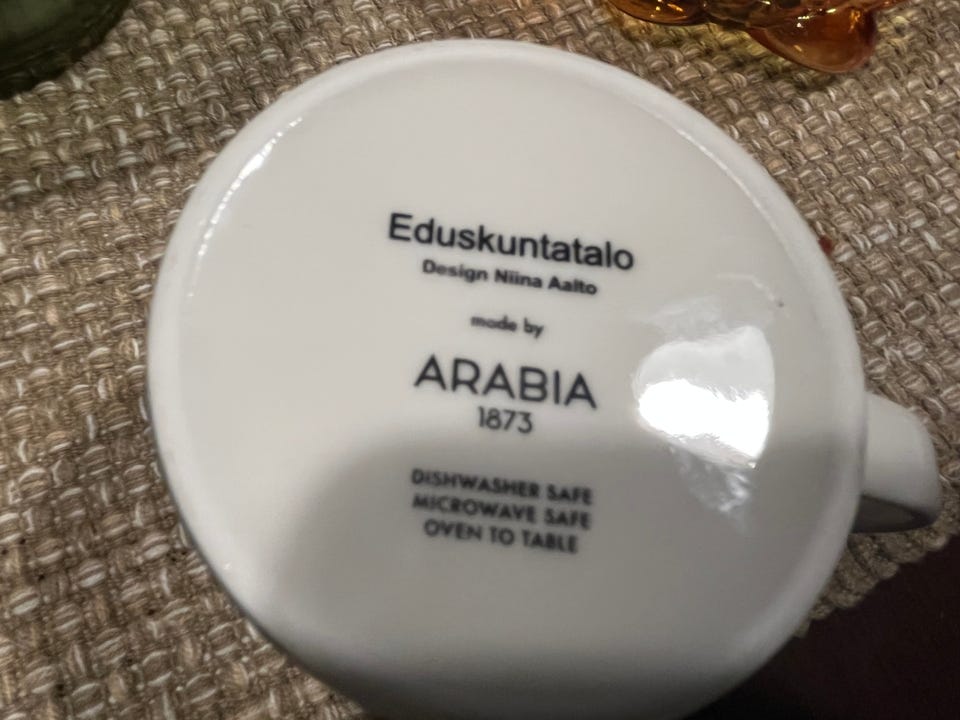 Eduskuntatalo
Design Niina Aalto
made by
ARABIA
1873
DISHWASHER SAFE
MICROWAVE SAFE
OVEN TO TABLE